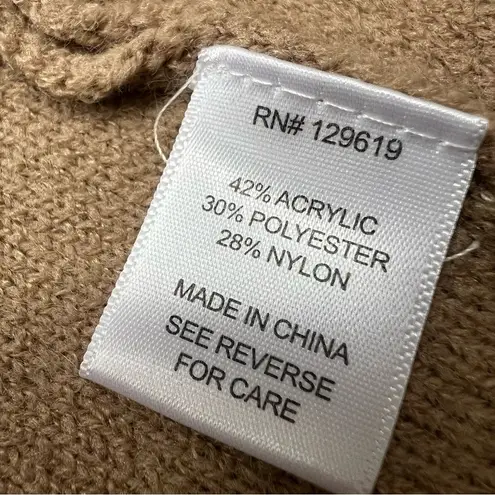 RN# 129619
42% ACRYLIC
30% POLYESTER
28% NYLON
MADE IN CHINA
SEE REVERSE
FOR CARE